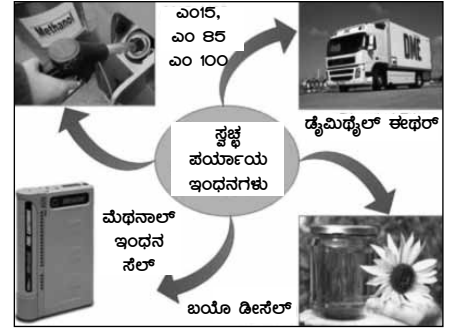 Methanol
ಎಂ15,
ಎಂ 85
ಎಂ 100
DME
ಡೈಮಿಥೈಲ್ ಈಥರ್
ಸ್ವಚ್ಛ
ಪರ್ಯಾಯ
ಇಂಧನಗಳು
ಮೆಥನಾಲ್
ಇಂಧನ
ಸೆಲ್
ಬಯೊ ಡೀಸೆಲ್